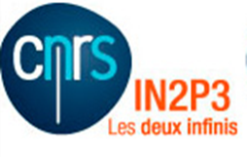 cnrs
IN2P3
Les deux infinis